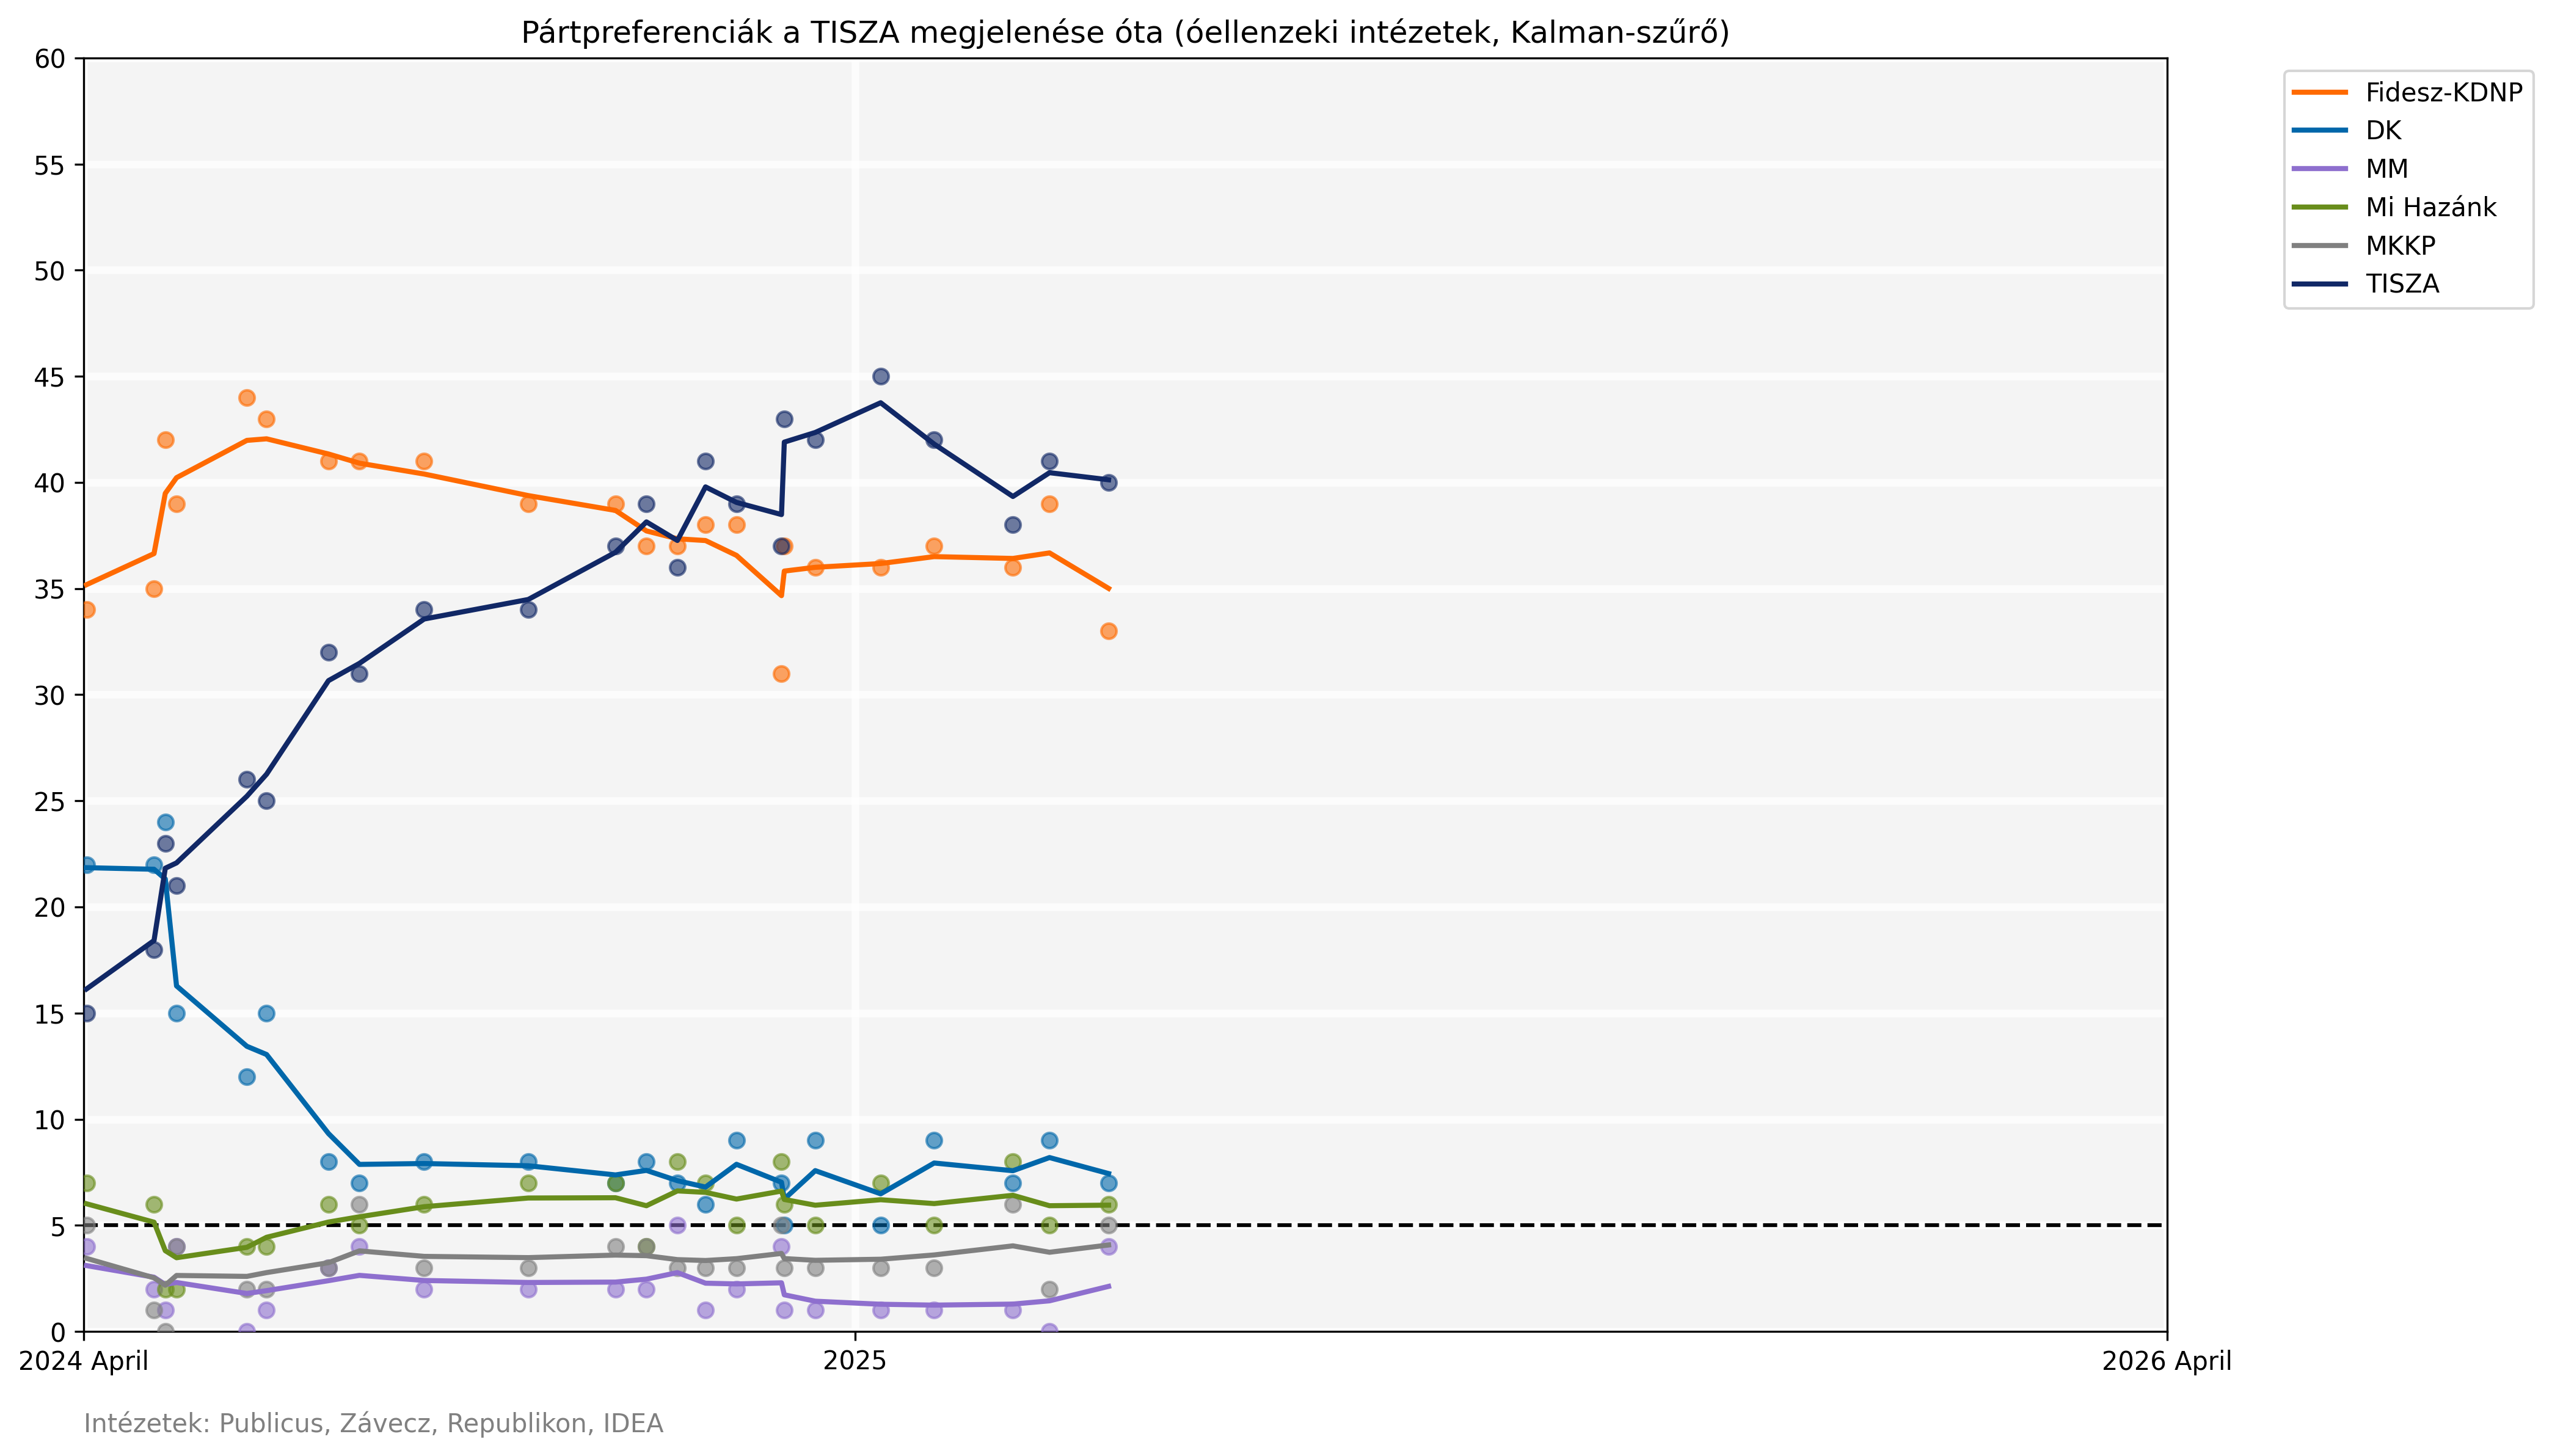 Pártpreferenciák a TISZA megjelenése óta (óellenzeki intézetek, Kalman-szűrő)
60
55
50
45
40
35
30
25
20
15
10
5
0
2024 April
2025
2026 April
Fidesz-KDNP
DK
MM
Mi Hazánk
MKKP
TISZA
Intézetek: Publicus, Závecz, Republikon, IDEA